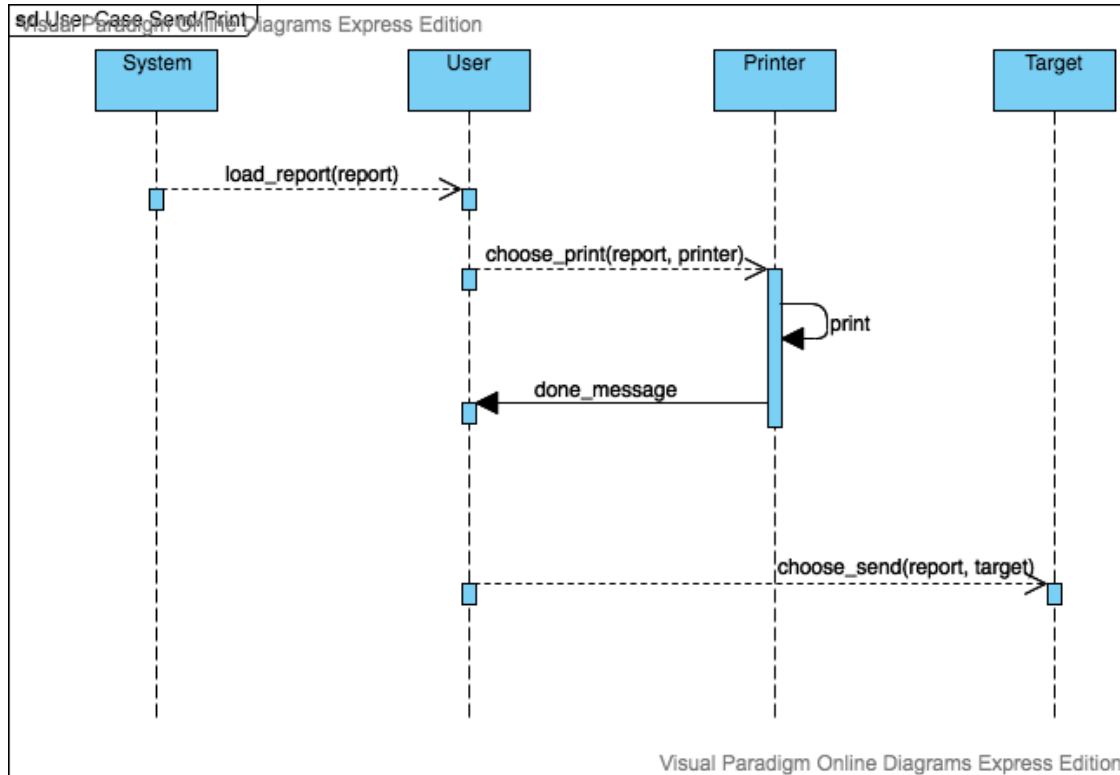 sd User Case Send/Print
Visual Paradigm Online Diagrams Express Edition
System
User
Printer
Target
load_report(report)
choose_print(report, printer)
print
done_message
choose_send(report, target)
Visual Paradigm Online Diagrams Express Edition